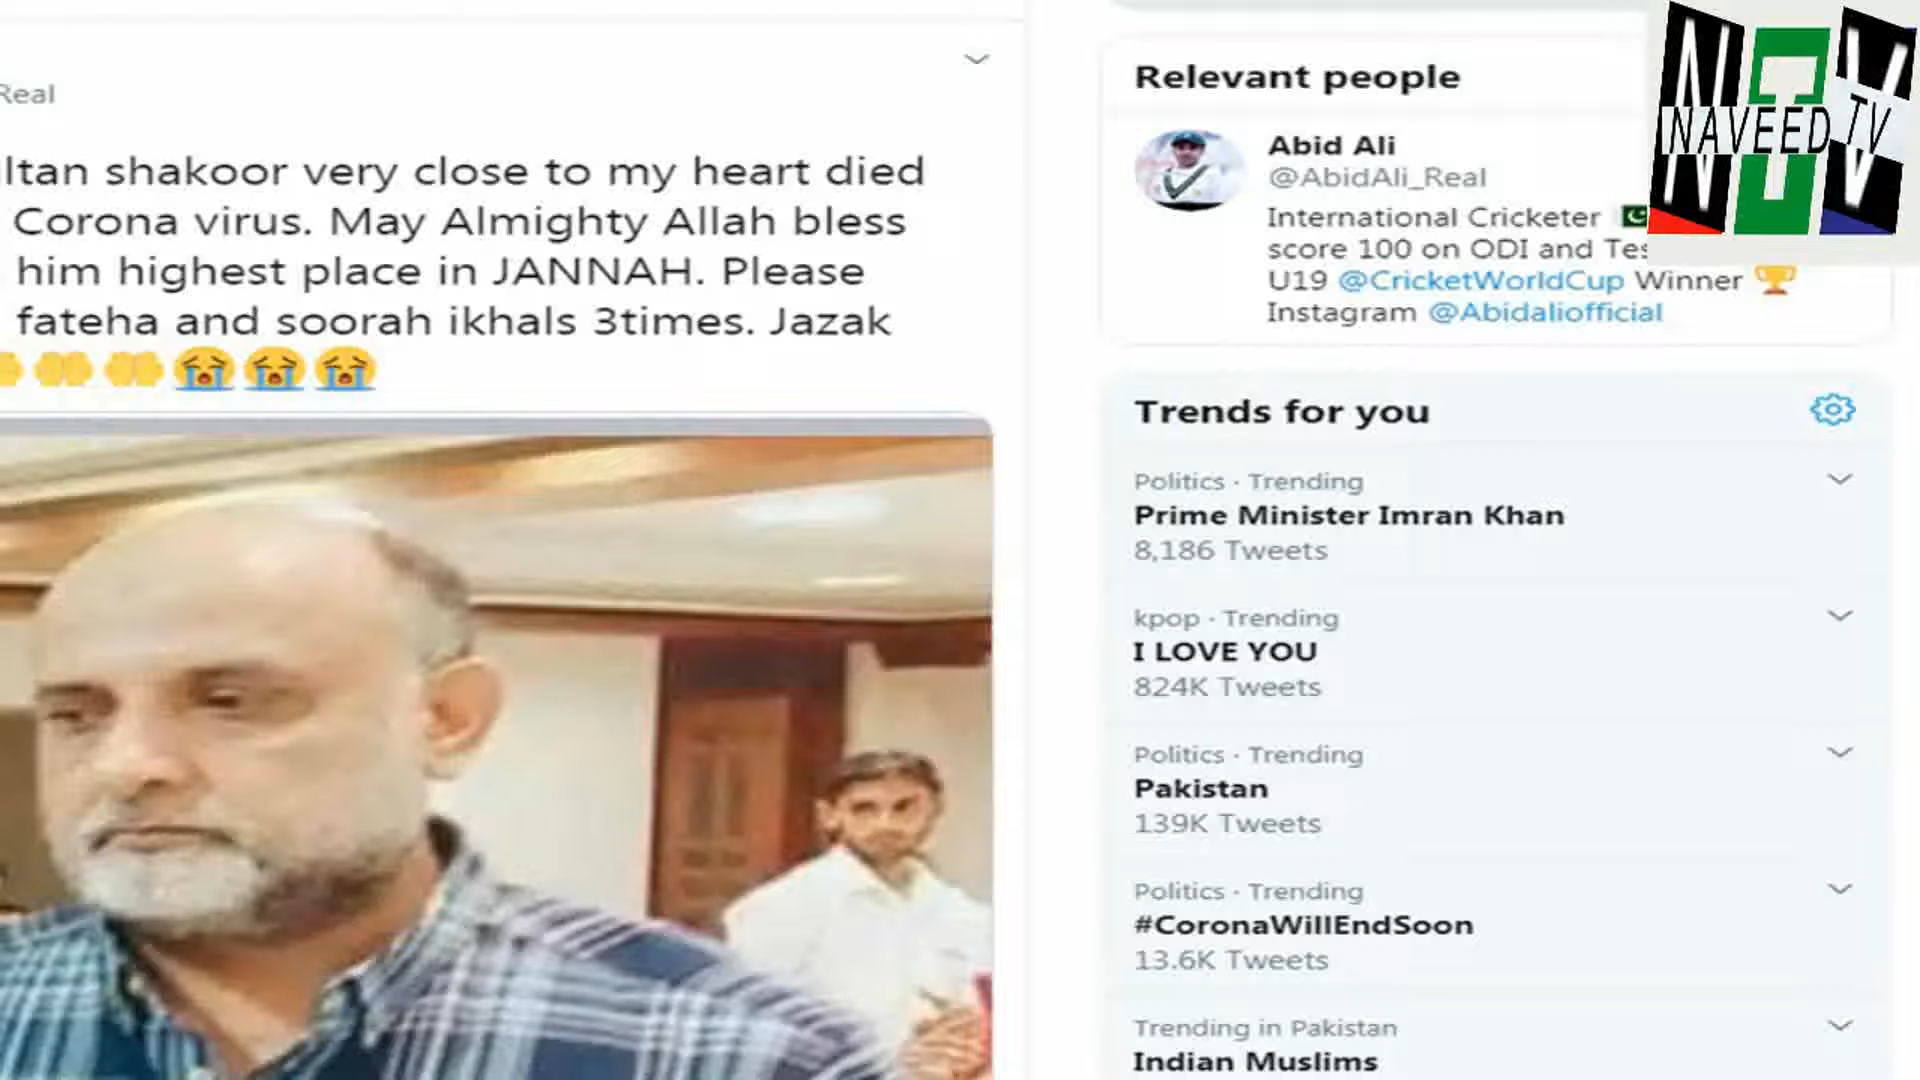 Real
ltan shakoor very close to my heart died
Corona virus. May Almighty Allah bless
him highest place in JANNAH. Please
fateha and soorah ikhals 3times. Jazak
Relevant people
Abid Ali
@AbidAli_Real
International Cricketer
score 100 on ODI and Tes
U19 @CricketWorldCup Winner 🏆
Instagram @Abidaliofficial
Trends for you
Politics · Trending
Prime Minister Imran Khan
8,186 Tweets
kpop · Trending
I LOVE YOU
824K Tweets
Politics · Trending
Pakistan
139K Tweets
Politics · Trending
#CoronaWillEndSoon
13.6K Tweets
Trending in Pakistan
Indian Muslims
NTV
NAVEED TV